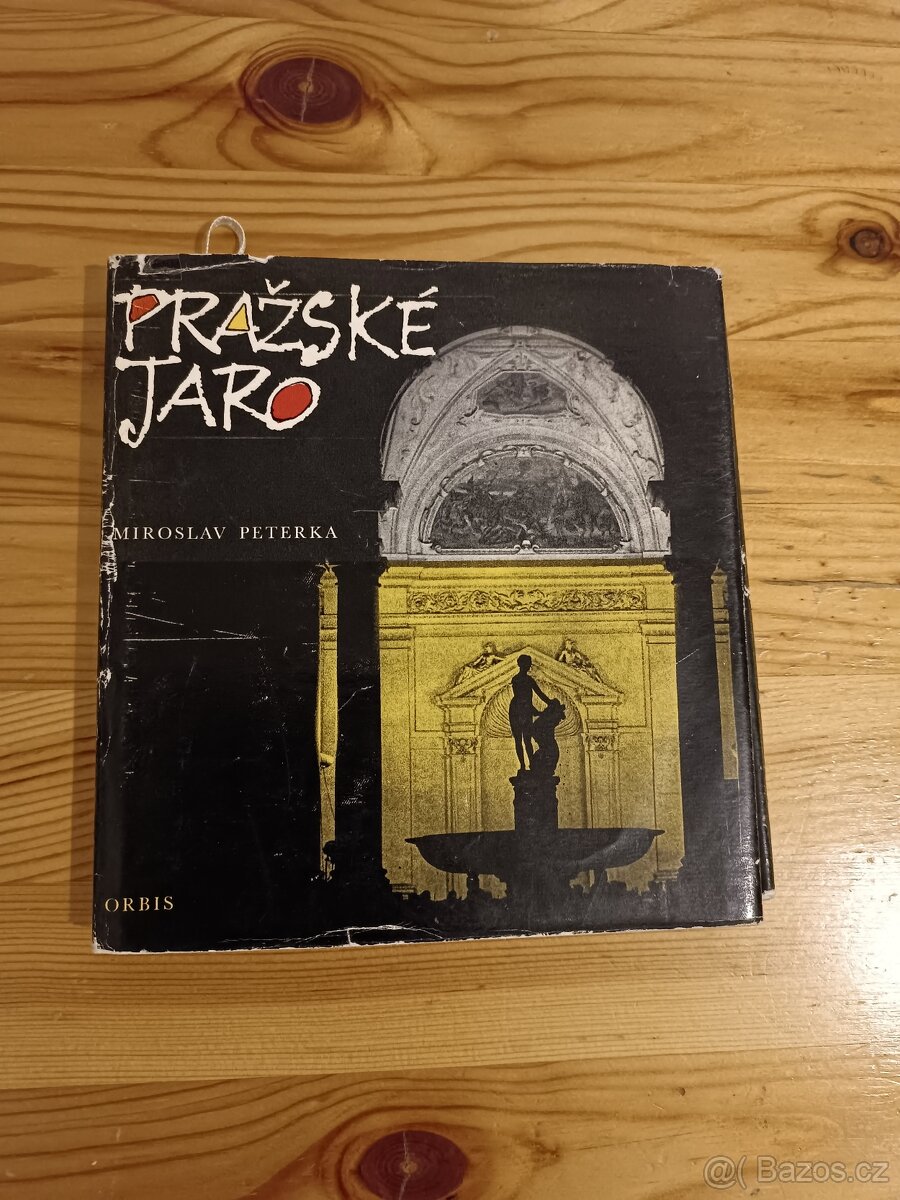 PRAŽSKÉ
JARO
MIROSLAV PETERKA
ORBIS
@( Bazos.cz